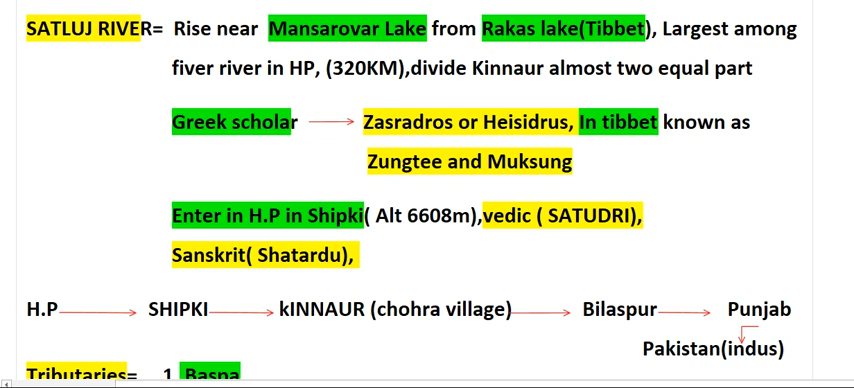 SATLUJ RIVER= Rise near Mansarovar Lake from Rakas lake(Tibbet), Largest among
fiver river in HP, (320KM),divide Kinnaur almost two equal part
Greek scholar → Zasradros or Heisidrus, In tibbet known as
Zungtee and Muksung
Enter in H.P in Shipki( Alt 6608m),vedic ( SATUDRI),
Sanskrit( Shatardu),
H.P → SHIPKI → kINNAUR (chohra village) → Bilaspur → Punjab
Pakistan(indus)
Tributaries= 1 Baspa